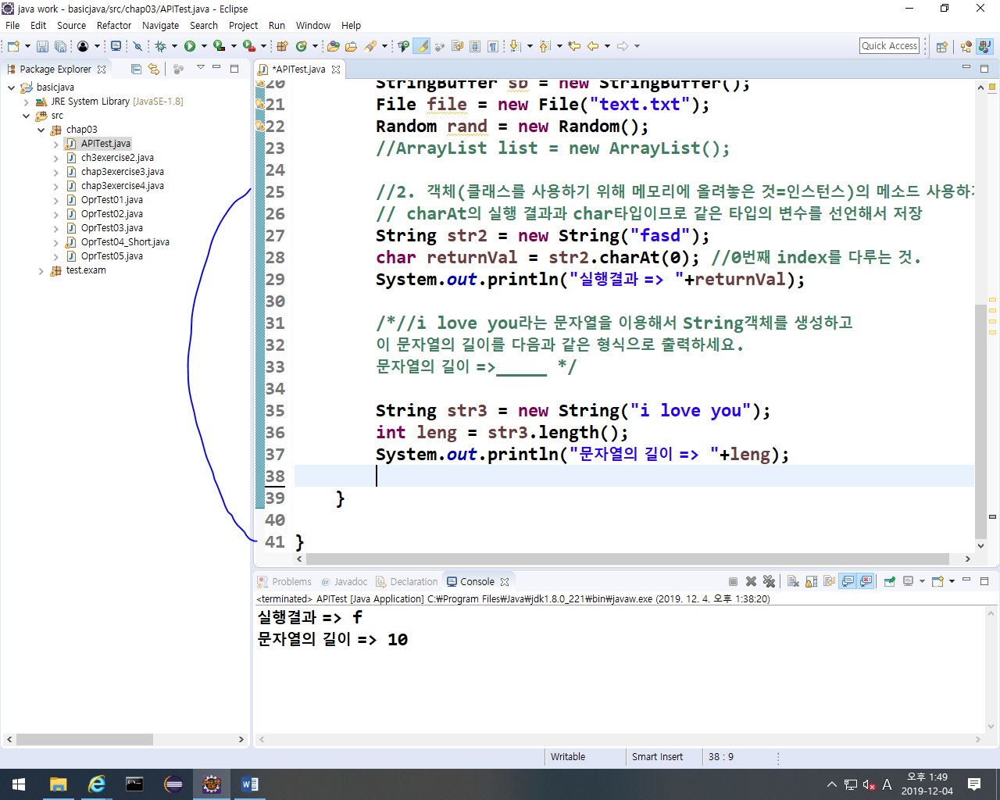 java work - basicjava/src/chap03/APITest.java - Eclipse
File Edit Source Refactor Navigate Search Project Run Window Help
Quick Access
Package Explorer
*APITest.java
basicjava
JRE System Library [JavaSE-1.8]
src
chap03
APITest.java
ch3exercise2.java
chap3exercise3.java
chap3exercise4.java
OprTest01.java
OprTest02.java
OprTest03.java
OprTest04_Short.java
OprTest05.java
test.exam
20 StringBuffer sb = new StringBuffer();
21 File file = new File("text.txt");
22 Random rand = new Random();
23 //ArrayList list = new ArrayList();
24
25 //2. 객체(클래스를 사용하기 위해 메모리에 올려놓은 것=인스턴스)의 메소드 사용하기
26 // charAt의 실행 결과과 char타입이므로 같은 타입의 변수를 선언해서 저장
27 String str2 = new String("fasd");
28 char returnVal = str2.charAt(0); //0번째 index를 다루는 것.
29 System.out.println("실행결과 => "+returnVal);
30
31 /*//i love you라는 문자열을 이용해서 String객체를 생성하고
32 이 문자열의 길이를 다음과 같은 형식으로 출력하세요.
33 문자열의 길이 =>_____ */
34
35 String str3 = new String("i love you");
36 int leng = str3.length();
37 System.out.println("문자열의 길이 => "+leng);
38
39 }
40
41 }
Problems @ Javadoc Declaration Console
<terminated> APITest [Java Application] C:₩Program Files₩Java₩jdk1.8.0_221₩bin₩javaw.exe (2019. 12. 4. 오후 1:38:20)
실행결과 => f
문자열의 길이 => 10
Writable Smart Insert 38 : 9
A 오후 1:49
2019-12-04